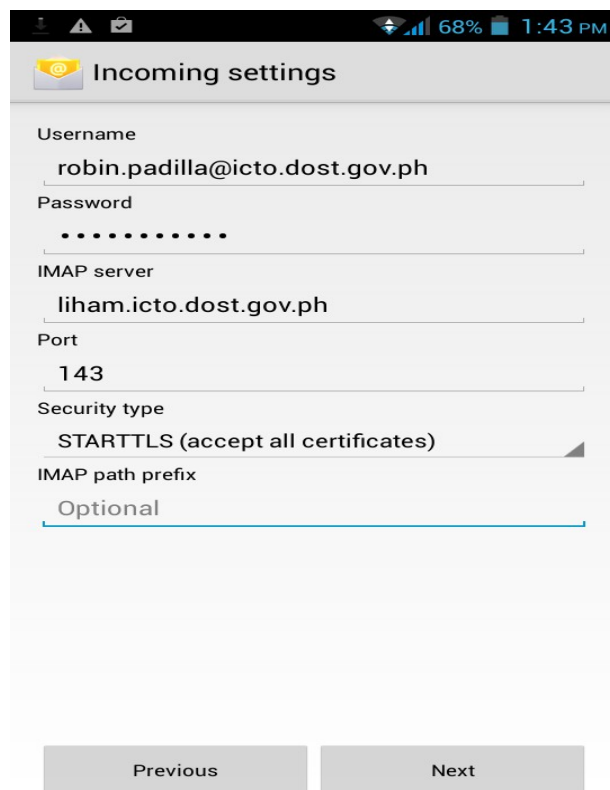 68% 1:43 PM
Incoming settings
Username
robin.padilla@icto.dost.gov.ph
Password
•••••••••••
IMAP server
liham.icto.dost.gov.ph
Port
143
Security type
STARTTLS (accept all certificates)
IMAP path prefix
Optional
Previous Next